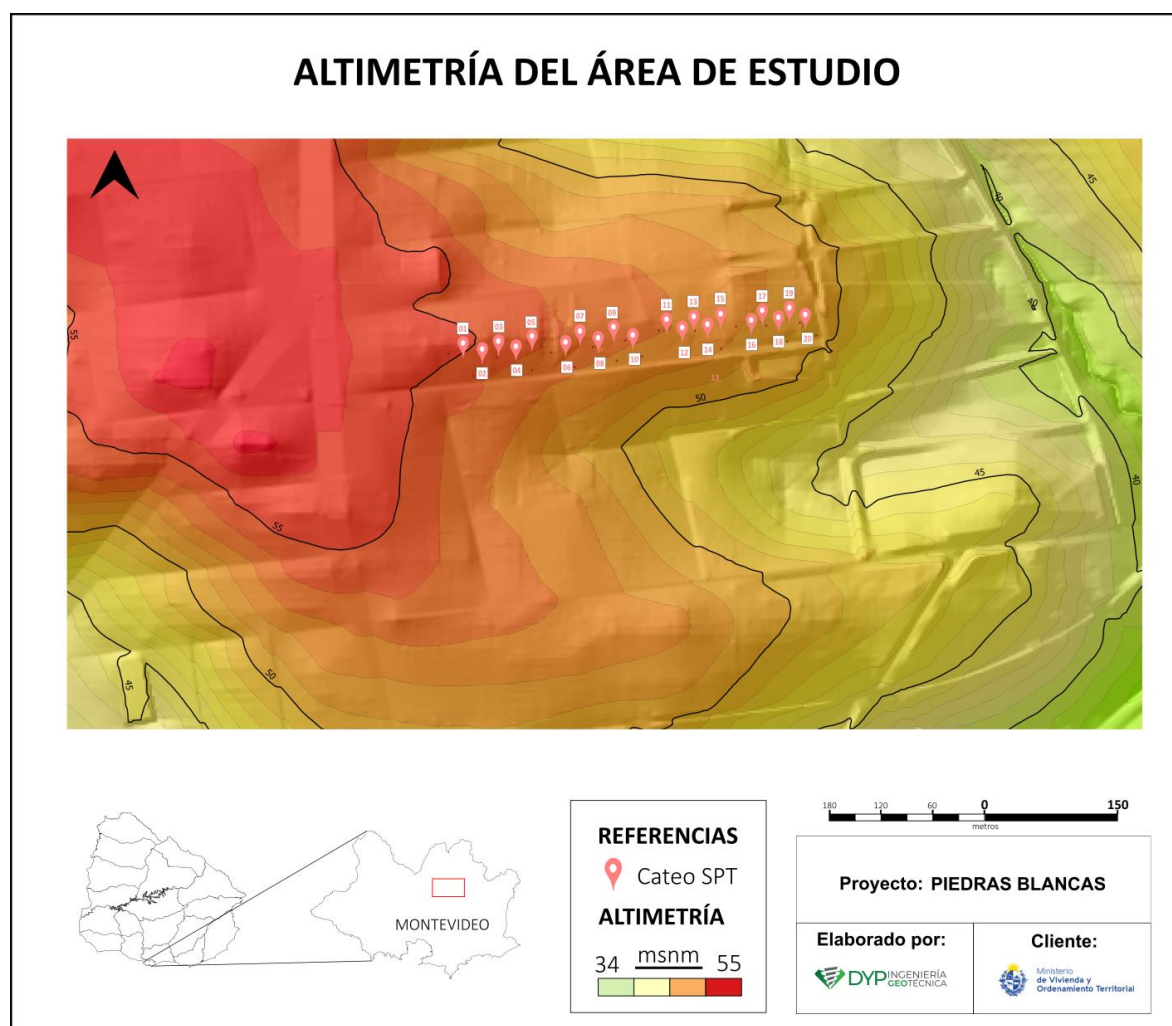 ALTIMETRÍA DEL ÁREA DE ESTUDIO
45
40
55
40
11
13
15
17
19
01
03
05
07
09
02
04
06
08
10
12
14
16
18
20
13
50
45
40
55
50
45
MONTEVIDEO
REFERENCIAS
Cateo SPT
ALTIMETRÍA
34 msnm 55
180 120 60 0 150
metros
Proyecto: PIEDRAS BLANCAS
Elaborado por:
DYP INGENIERÍA
GEOTÉCNICA
Cliente:
Ministerio
de Vivienda y
Ordenamiento Territorial